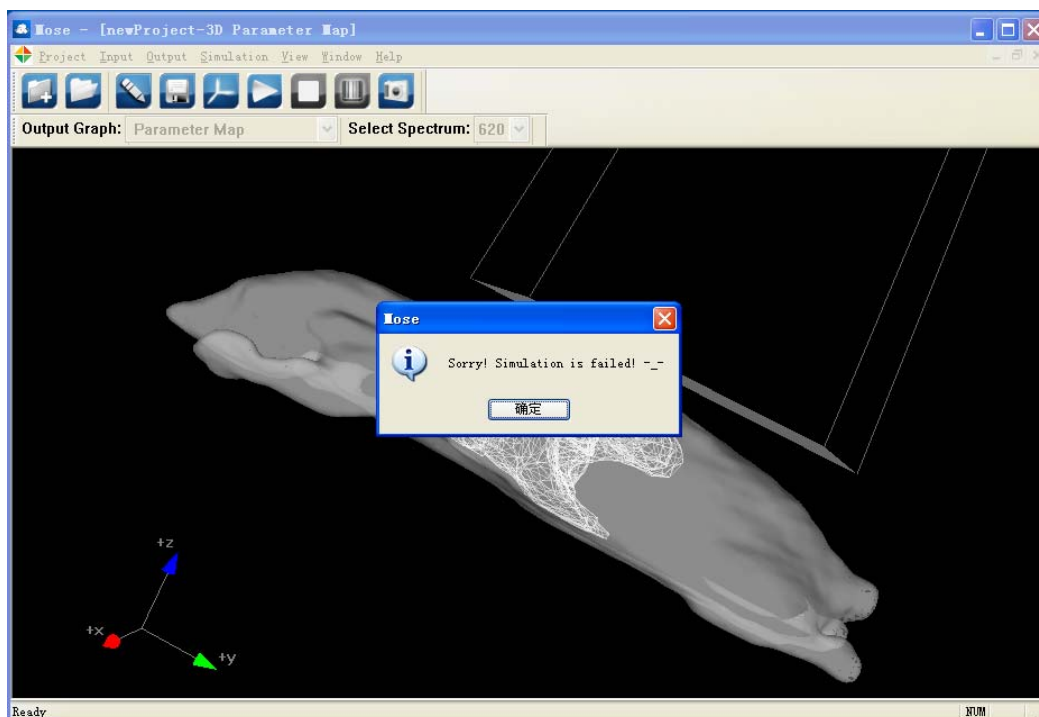 Mose - [newProject-3D Parameter Map]
Project Input Output Simulation View Window Help
Output Graph: Parameter Map Select Spectrum: 620
Mose
Sorry! Simulation is failed! -_-
确定
+z
+x
+y
Ready NUM